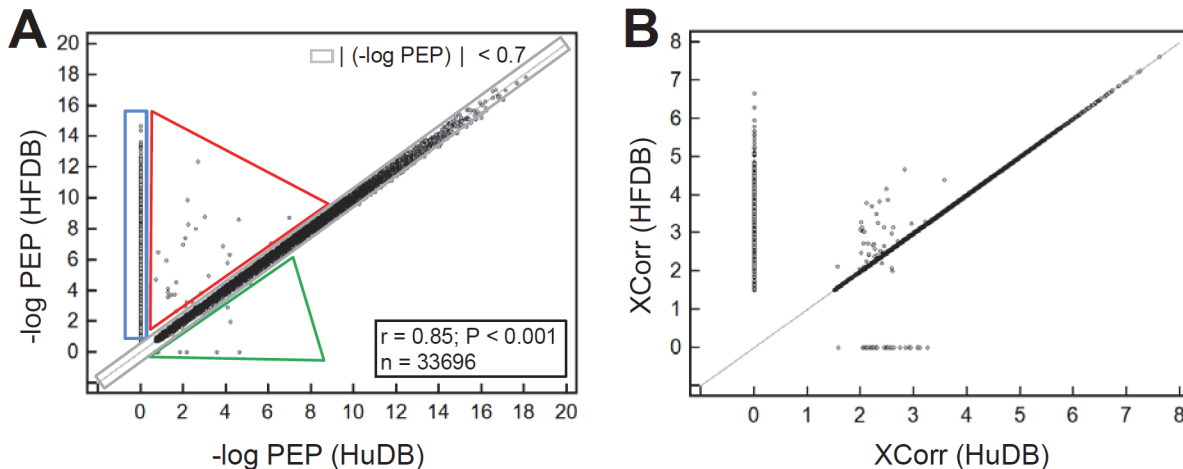 A
20
18
16
14
12
10
8
6
4
2
0
-log PEP (HFDB)
| (-log PEP) | < 0.7
r = 0.85; P < 0.001
n = 33696
0 2 4 6 8 10 12 14 16 18 20
-log PEP (HuDB)
B
8
7
6
5
4
3
2
1
0
XCorr (HFDB)
0 1 2 3 4 5 6 7 8
XCorr (HuDB)